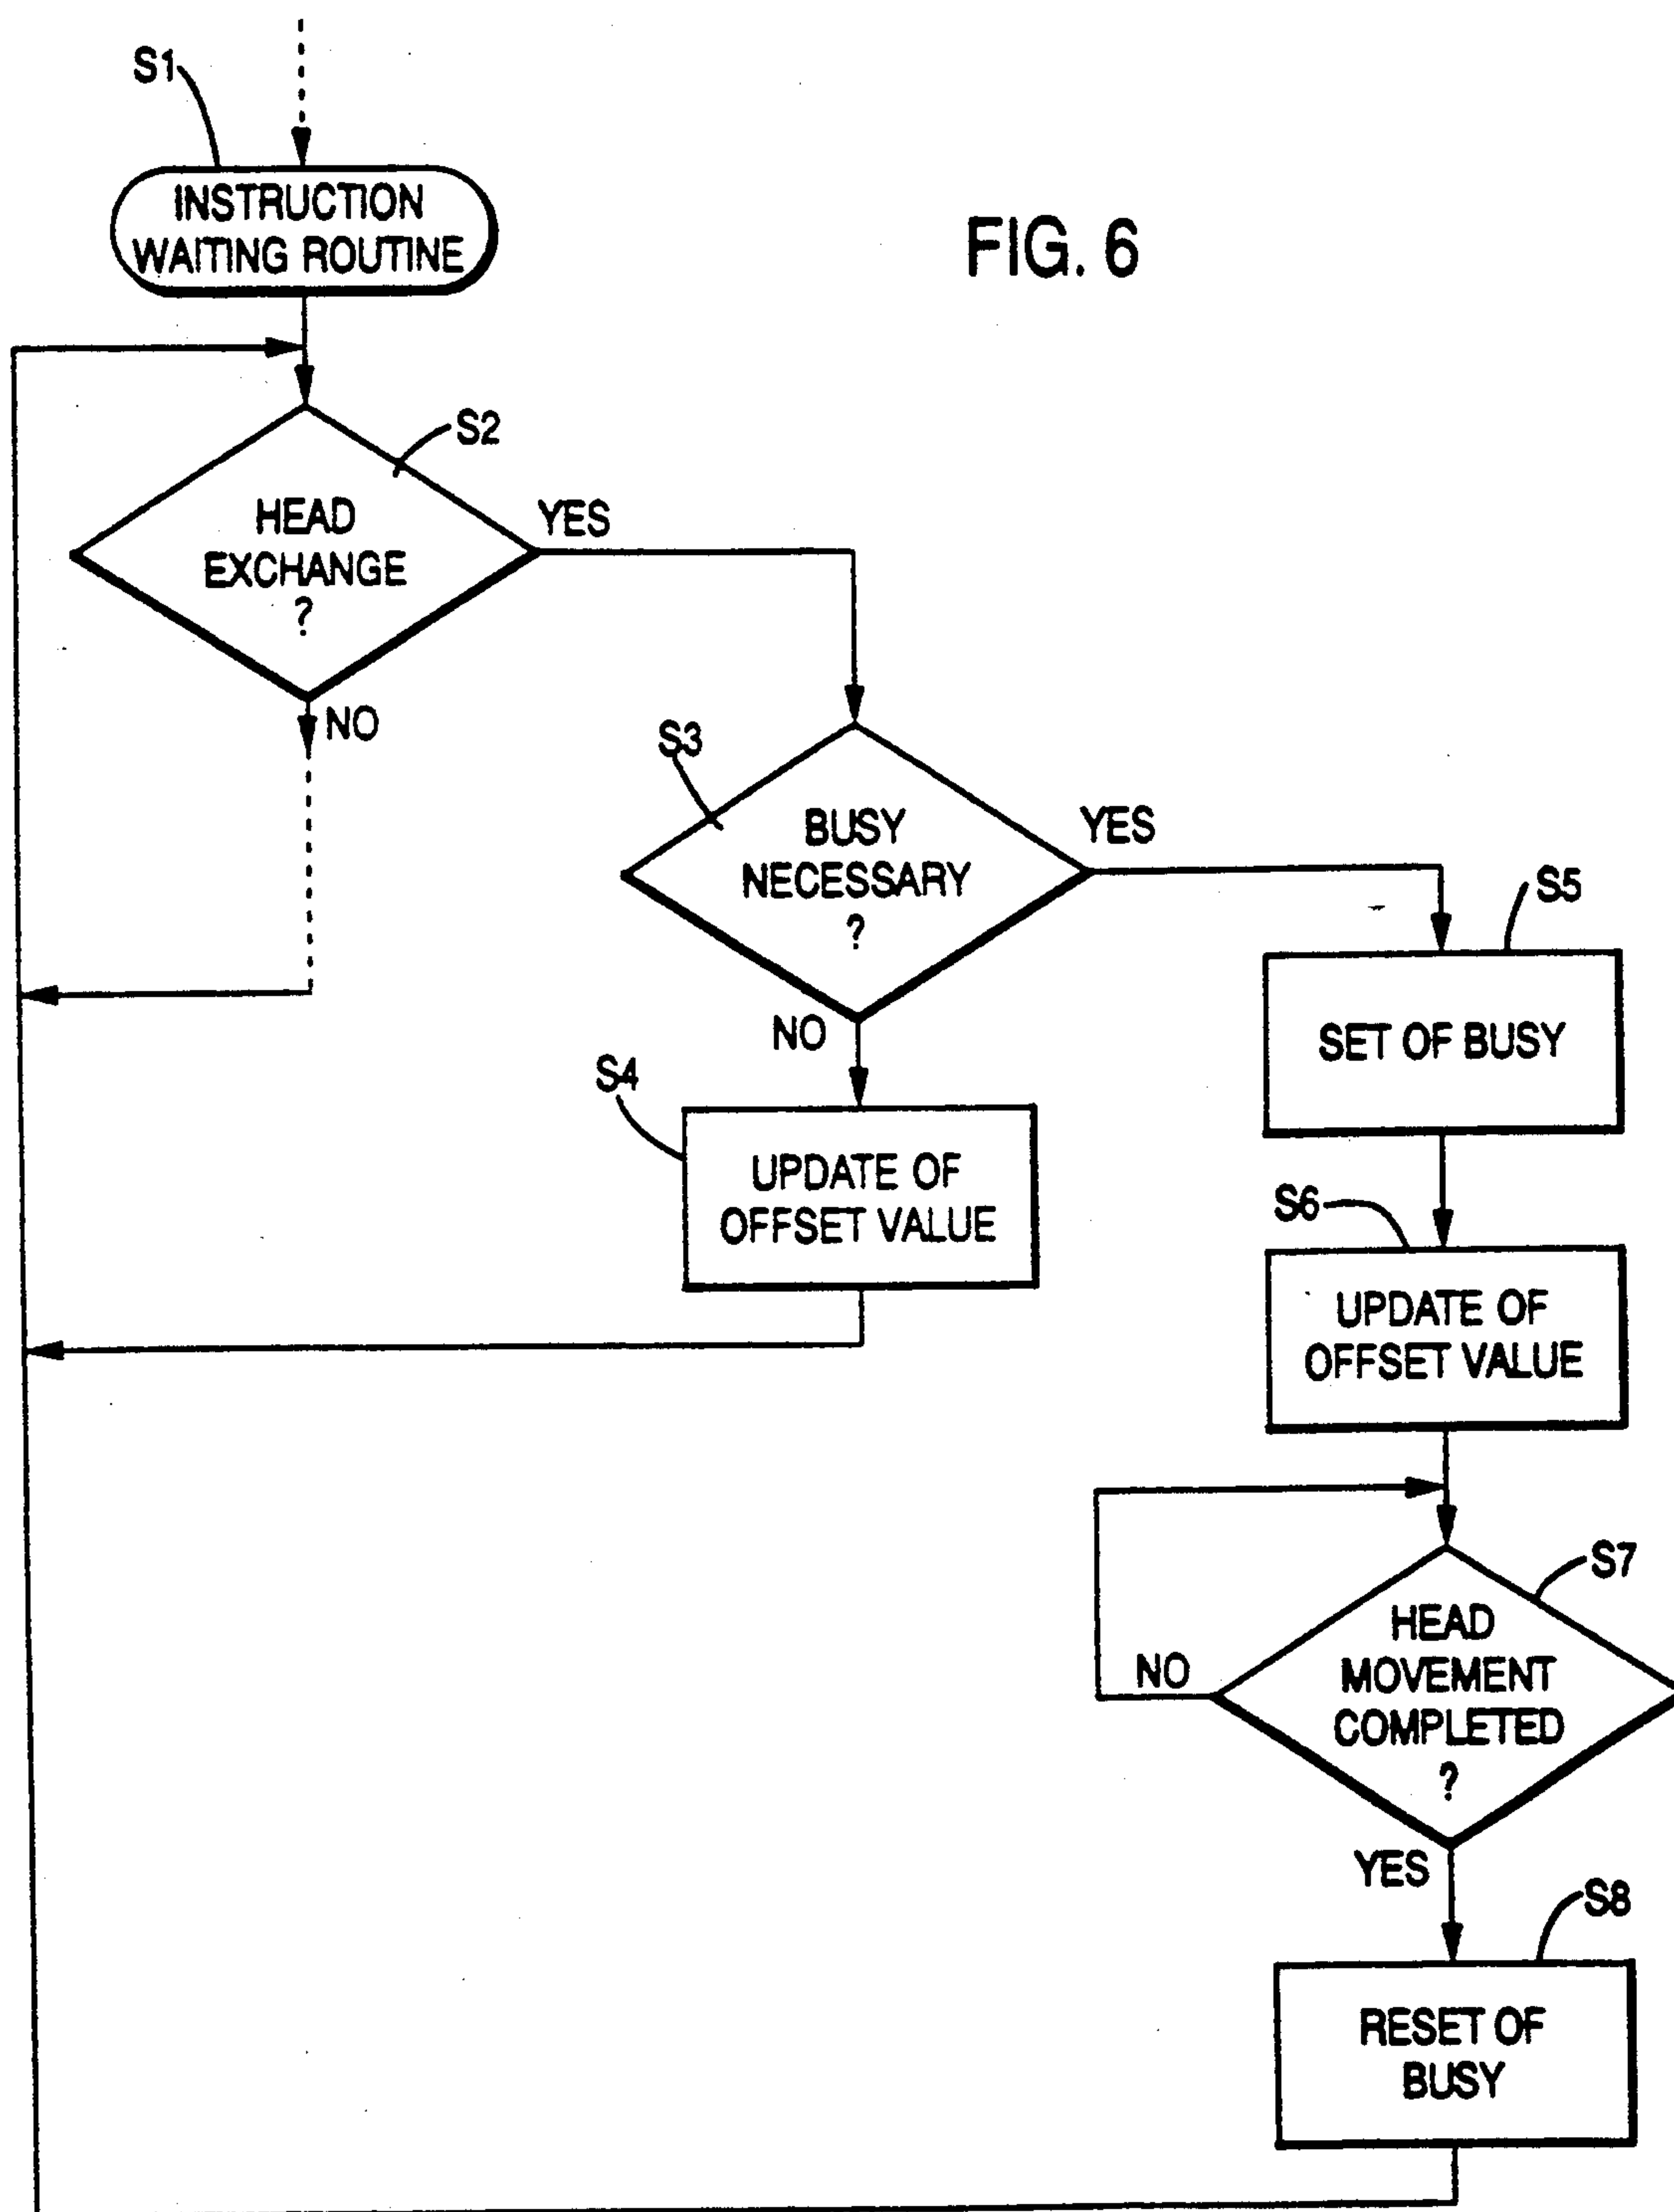 S1
INSTRUCTION
WAITING ROUTINE
FIG. 6
S2
HEAD
EXCHANGE
?
YES
NO
S3
BUSY
NECESSARY
?
YES
NO
S4
UPDATE OF
OFFSET VALUE
S5
SET OF BUSY
S6
UPDATE OF
OFFSET VALUE
S7
HEAD
MOVEMENT
COMPLETED
?
NO
YES
S8
RESET OF
BUSY